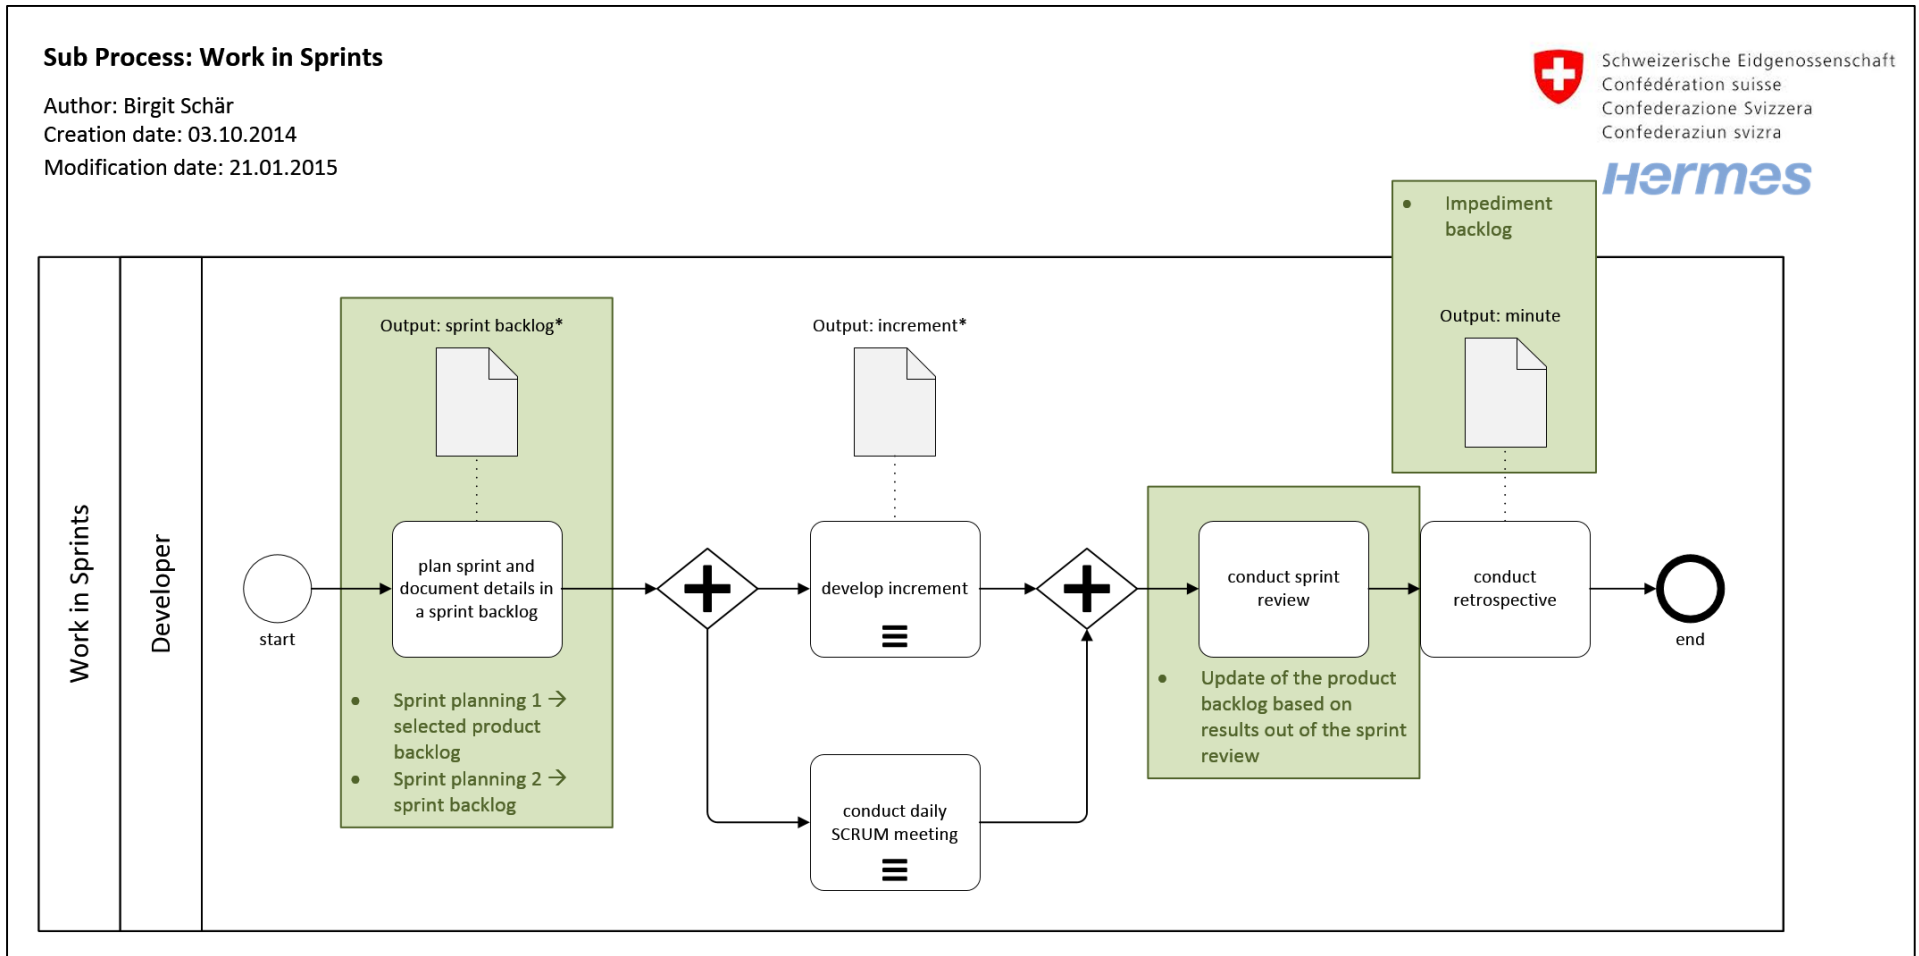 Sub Process: Work in Sprints
Author: Birgit Schär
Creation date: 03.10.2014
Modification date: 21.01.2015
Schweizerische Eidgenossenschaft
Confédération suisse
Confederazione Svizzera
Confederaziun svizra
Hermes
• Impediment
backlog
Work in Sprints
Developer
Output: sprint backlog*
Output: increment*
Output: minute
start
plan sprint and
document details in
a sprint backlog
develop increment
conduct sprint
review
conduct
retrospective
end
• Sprint planning 1 →
selected product
backlog
• Sprint planning 2 →
sprint backlog
• Update of the product
backlog based on
results out of the sprint
review
conduct daily
SCRUM meeting